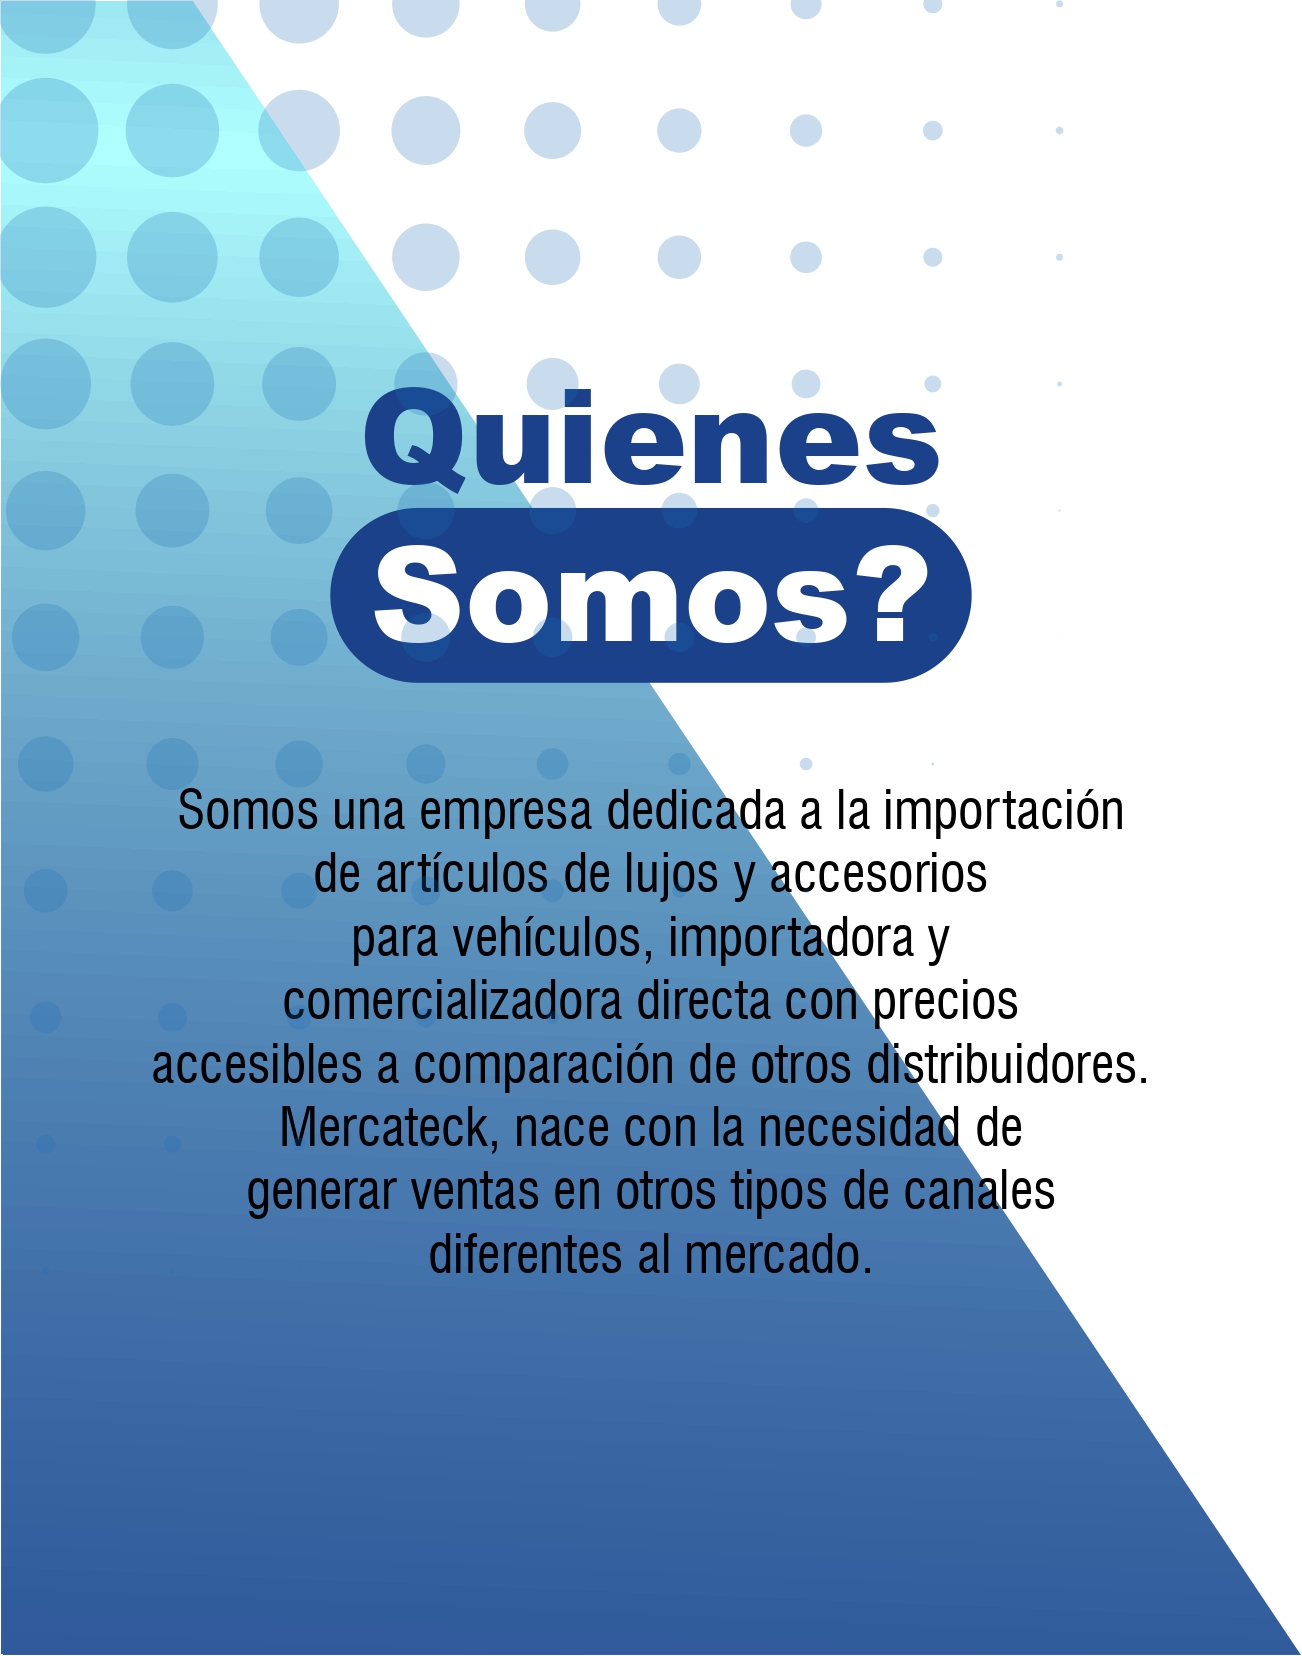 Quienes
Somos?
Somos una empresa dedicada a la importación
de artículos de lujos y accesorios
para vehículos, importadora y
comercializadora directa con precios
accesibles a comparación de otros distribuidores.
Mercateck, nace con la necesidad de
generar ventas en otros tipos de canales
diferentes al mercado.